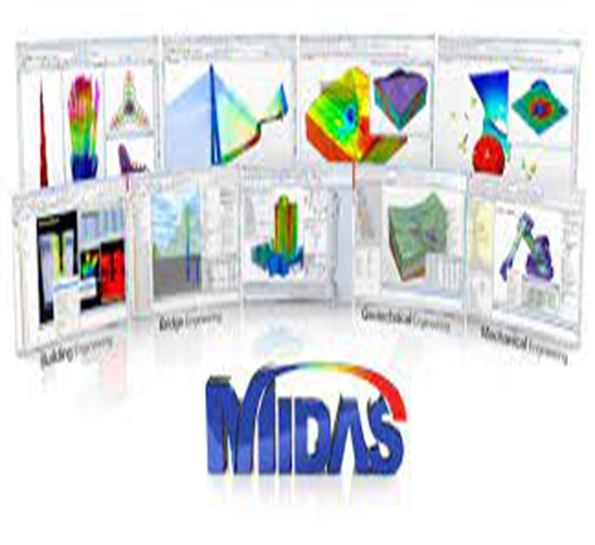 Building Engineering
Bridge Engineering
Geotechnical Engineering
Mechanical Engineering
MIDAS